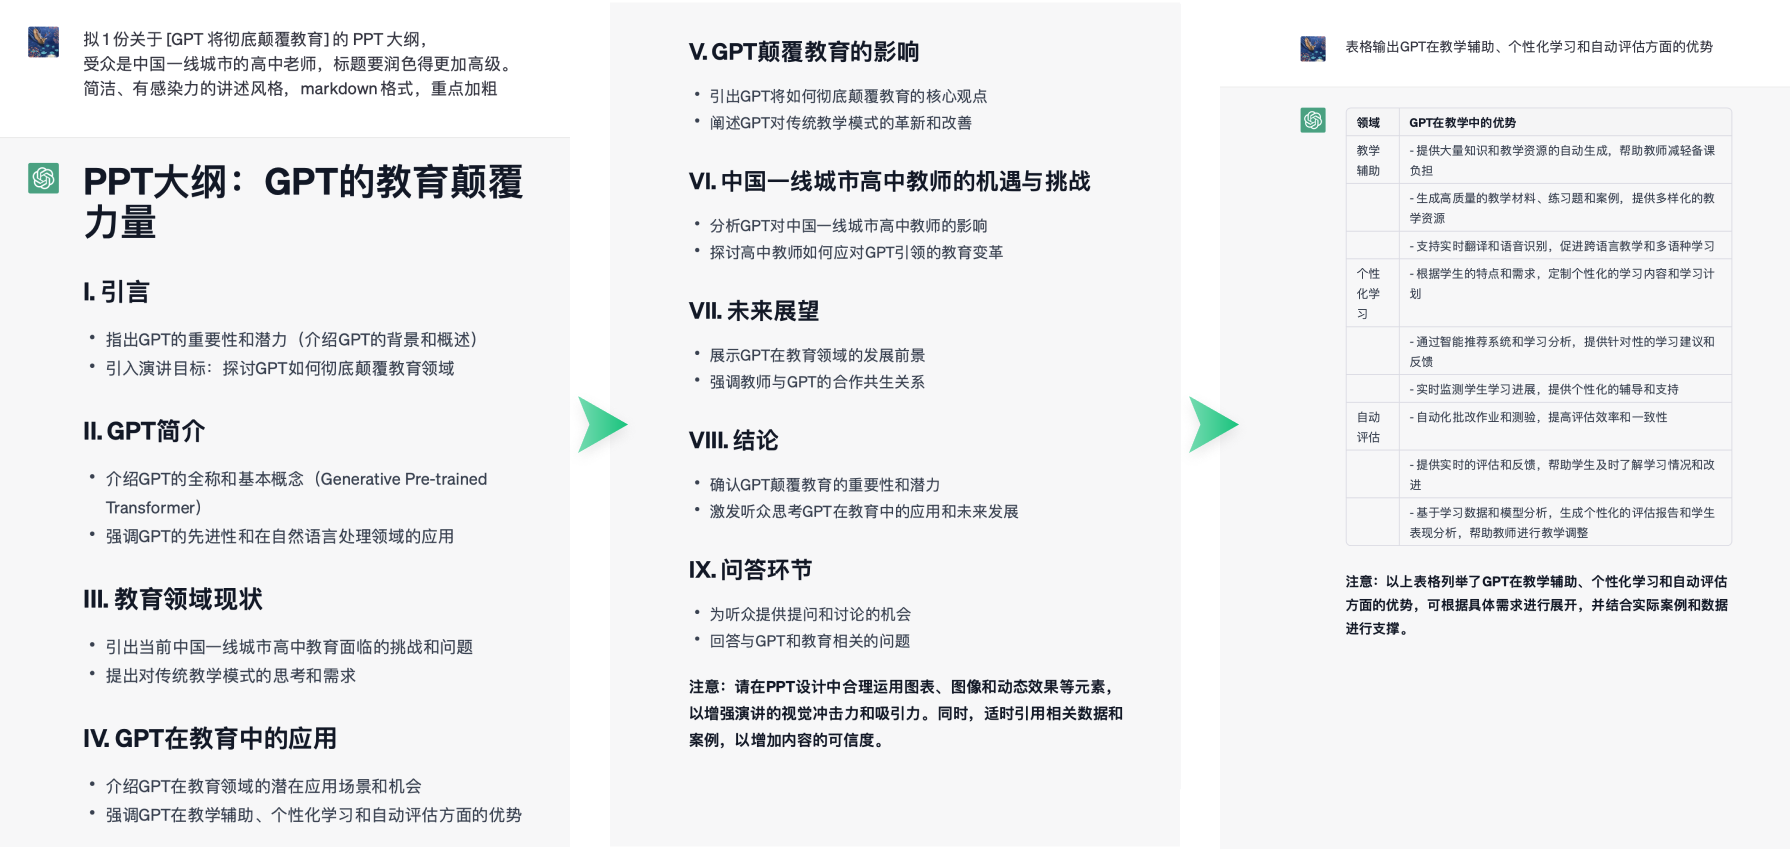 拟1份关于 [GPT 将彻底颠覆教育] 的 PPT 大纲，
受众是中国一线城市的高中老师，标题要润色得更加高级。
简洁、有感染力的讲述风格，markdown 格式，重点加粗
PPT大纲：GPT的教育颠覆
力量
I. 引言
• 指出GPT的重要性和潜力（介绍GPT的背景和概述）
• 引入演讲目标：探讨GPT如何彻底颠覆教育领域
II. GPT简介
• 介绍GPT的全称和基本概念（Generative Pre-trained
Transformer）
• 强调GPT的先进性和在自然语言处理领域的应用
III. 教育领域现状
• 引出当前中国一线城市高中教育面临的挑战和问题
• 提出对传统教学模式的思考和需求
IV. GPT在教育中的应用
• 介绍GPT在教育领域的潜在应用场景和机会
• 强调GPT在教学辅助、个性化学习和自动评估方面的优势
V. GPT颠覆教育的影响
• 引出GPT将如何彻底颠覆教育的核心观点
• 阐述GPT对传统教学模式的革新和改善
VI. 中国一线城市高中教师的机遇与挑战
• 分析GPT对中国一线城市高中教师的影响
• 探讨高中教师如何应对GPT引领的教育变革
VII. 未来展望
• 展示GPT在教育领域的发展前景
• 强调教师与GPT的合作共生关系
VIII. 结论
• 确认GPT颠覆教育的重要性和潜力
• 激发听众思考GPT在教育中的应用和未来发展
IX. 问答环节
• 为听众提供提问和讨论的机会
• 回答与GPT和教育相关的问题
注意：请在PPT设计中合理运用图表、图像和动态效果等元素，
以增强演讲的视觉冲击力和吸引力。同时，适时引用相关数据和
案例，以增加内容的可信度。
表格输出GPT在教学辅助、个性化学习和自动评估方面的优势
领域 GPT在教学中的优势
教学 - 提供大量知识和教学资源的自动生成，帮助教师减轻备课
辅助 负担
- 生成高质量的教学材料、练习题和案例，提供多样化的教
学资源
- 支持实时翻译和语音识别，促进跨语言教学和多语种学习
个性 - 根据学生的特点和需求，定制个性化的学习内容和学习计
化学 划
习
- 通过智能推荐系统和学习分析，提供针对性的学习建议和
反馈
- 实时监测学生学习进展，提供个性化的辅导和支持
自动 - 自动化批改作业和测验，提高评估效率和一致性
评估
- 提供实时的评估和反馈，帮助学生及时了解学习情况和改
进
- 基于学习数据和模型分析，生成个性化的评估报告和学生
表现分析，帮助教师进行教学调整
注意：以上表格列举了GPT在教学辅助、个性化学习和自动评估
方面的优势，可根据具体需求进行展开，并结合实际案例和数据
进行支撑。